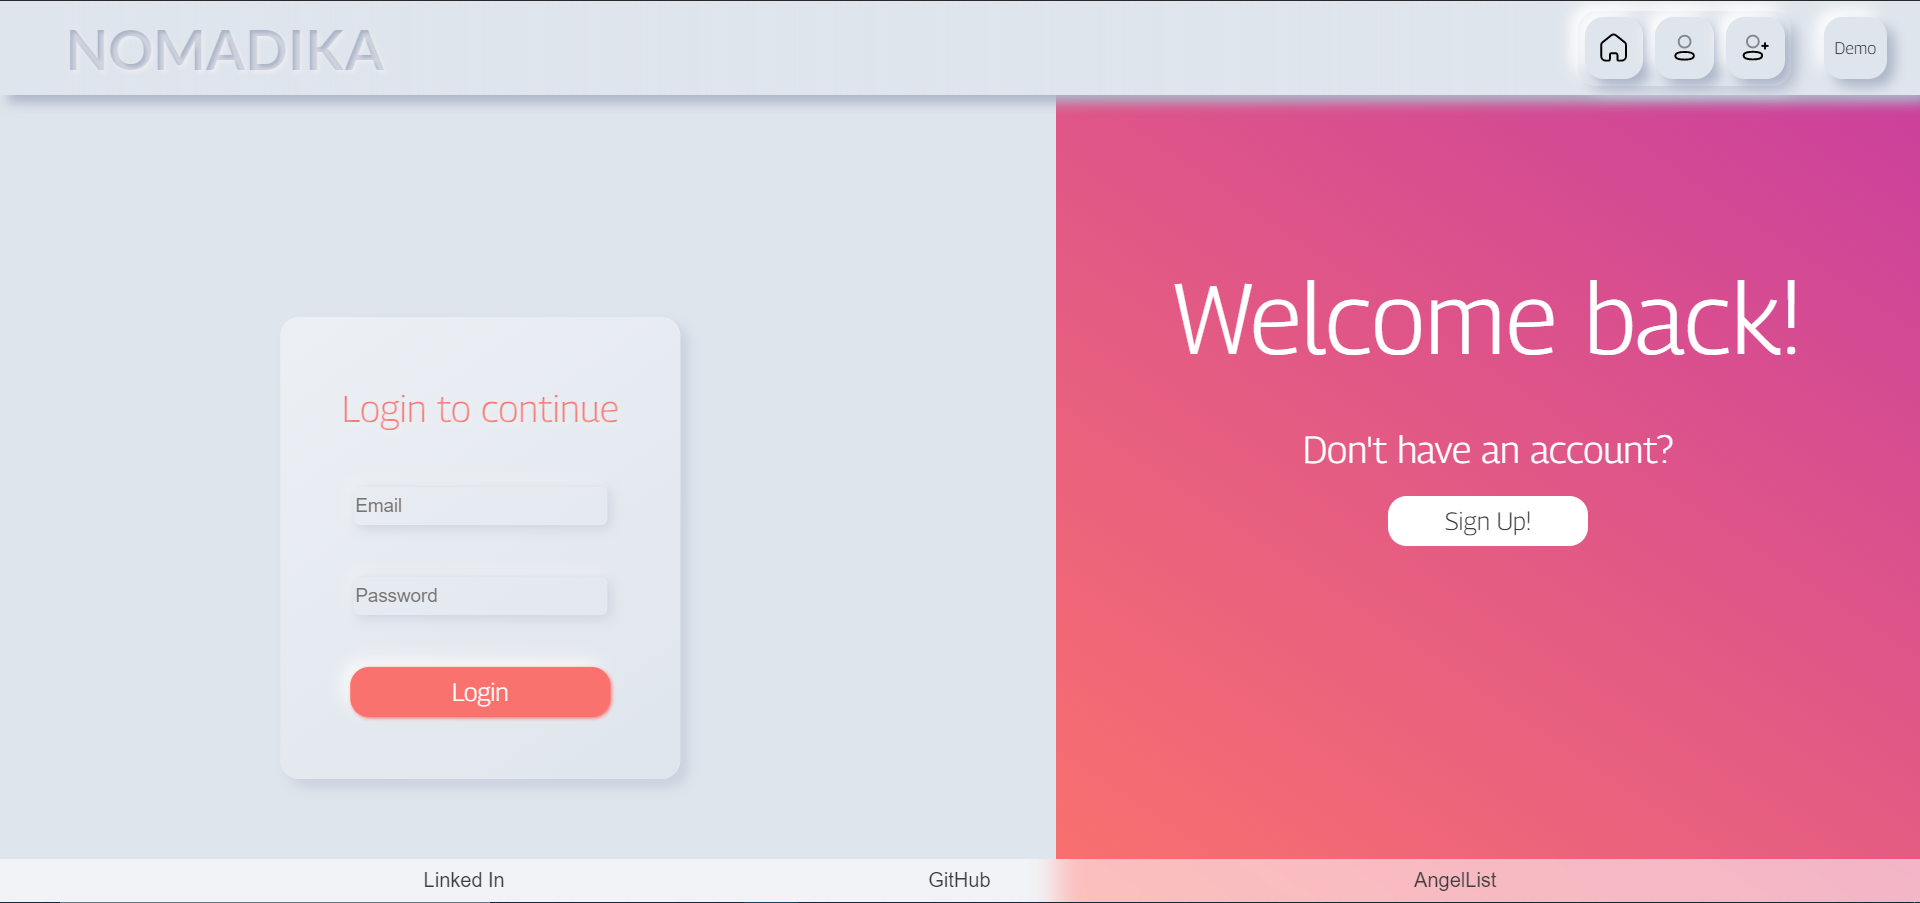 NOMADIKA
Demo
Login to continue
Email
Password
Login
Welcome back!
Don't have an account?
Sign Up!
Linked In
GitHub
AngelList